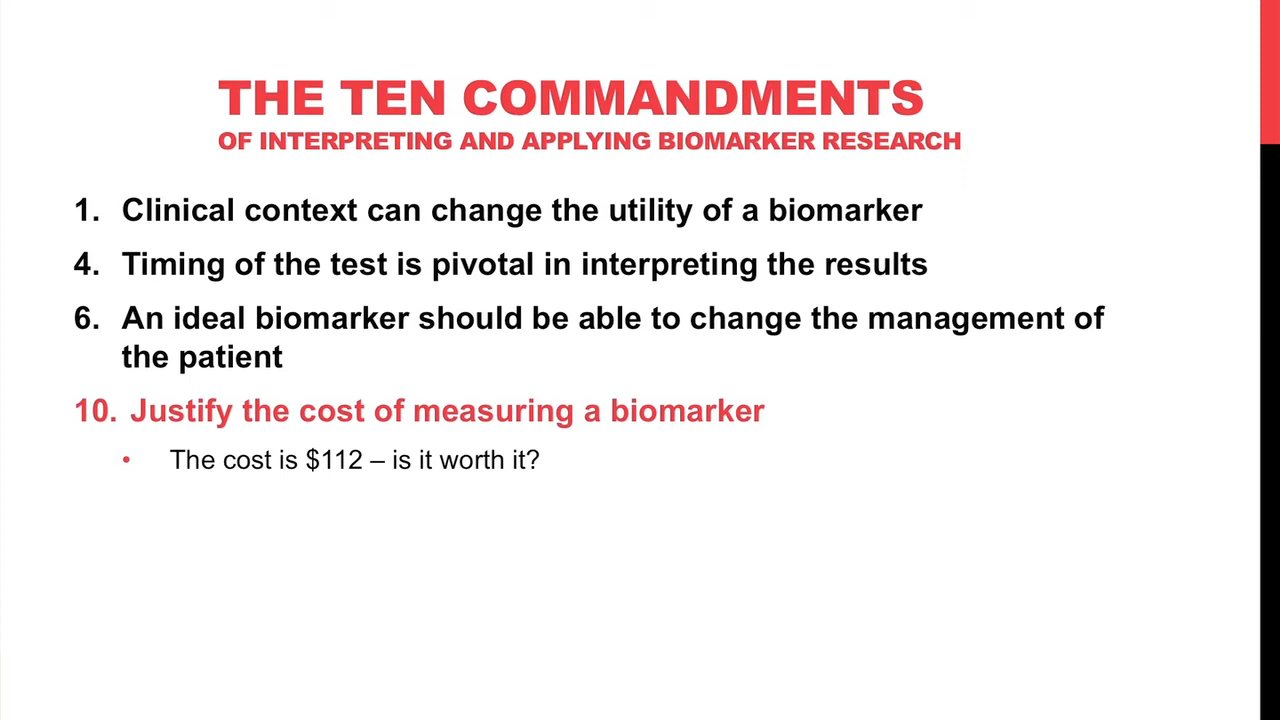 THE TEN COMMANDMENTS
OF INTERPRETING AND APPLYING BIOMARKER RESEARCH
1. Clinical context can change the utility of a biomarker
4. Timing of the test is pivotal in interpreting the results
6. An ideal biomarker should be able to change the management of
the patient
10. Justify the cost of measuring a biomarker
• The cost is $112 – is it worth it?